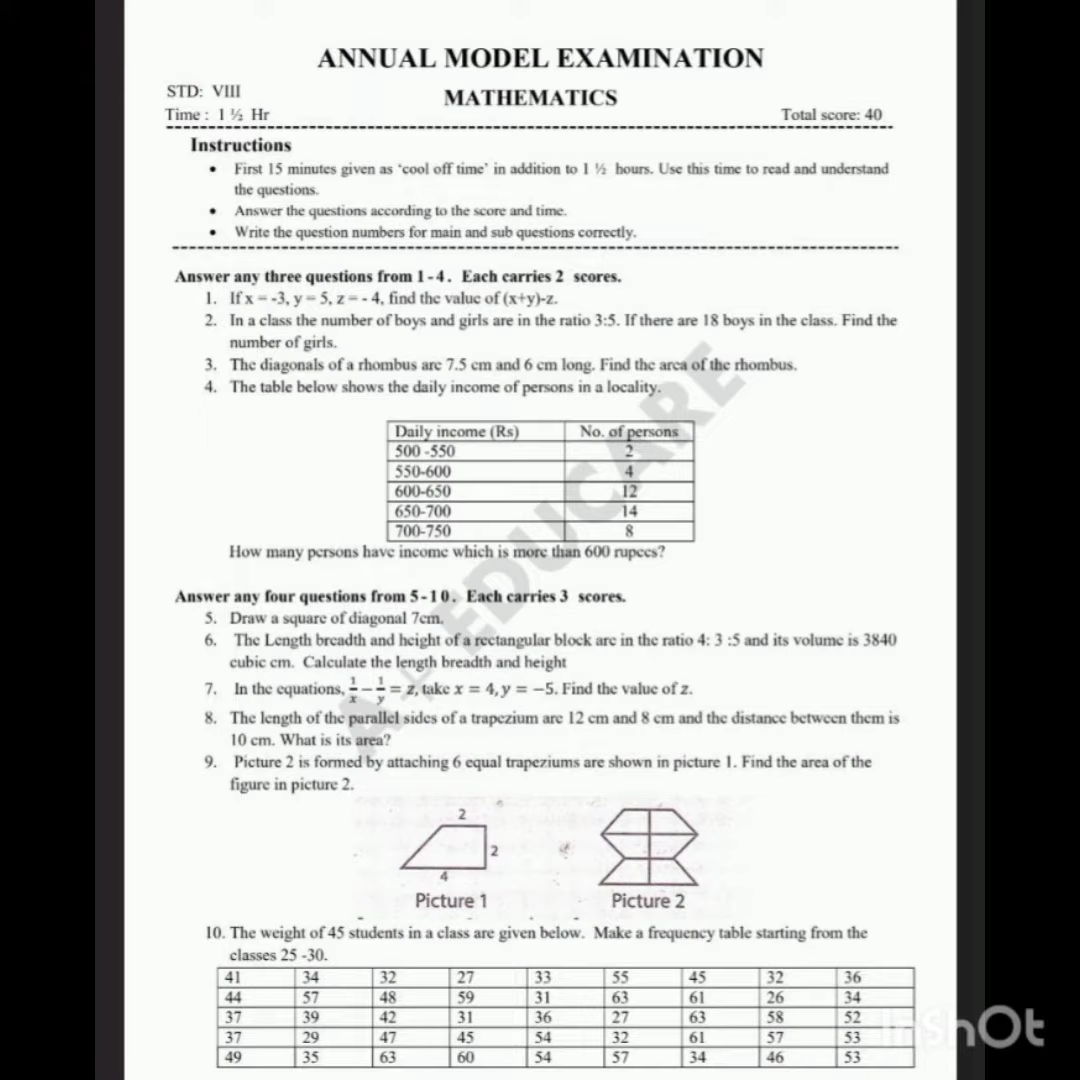 ANNUAL MODEL EXAMINATION
STD: VIII
MATHEMATICS
Time : 1 ½ Hr
Total score: 40
Instructions
• First 15 minutes given as 'cool off time' in addition to 1 ½ hours. Use this time to read and understand
the questions.
• Answer the questions according to the score and time.
• Write the question numbers for main and sub questions correctly.
Answer any three questions from 1-4. Each carries 2 scores.
1. If x = -3, y = 5, z = - 4, find the value of (x+y)-z.
2. In a class the number of boys and girls are in the ratio 3:5. If there are 18 boys in the class. Find the
number of girls.
3. The diagonals of a rhombus are 7.5 cm and 6 cm long. Find the area of the rhombus.
4. The table below shows the daily income of persons in a locality.
Daily income (Rs) No. of persons
500 -550 2
550-600 4
600-650 12
650-700 14
700-750 8
How many persons have income which is more than 600 rupees?
Answer any four questions from 5-10. Each carries 3 scores.
5. Draw a square of diagonal 7cm.
6. The Length breadth and height of a rectangular block are in the ratio 4: 3 :5 and its volume is 3840
cubic cm. Calculate the length breadth and height
7. In the equations, 1/x − 1/y = z, take x = 4, y = −5. Find the value of z.
8. The length of the parallel sides of a trapezium are 12 cm and 8 cm and the distance between them is
10 cm. What is its area?
9. Picture 2 is formed by attaching 6 equal trapeziums are shown in picture 1. Find the area of the
figure in picture 2.
2
2
4
Picture 1 Picture 2
10. The weight of 45 students in a class are given below. Make a frequency table starting from the
classes 25 -30.
41 34 32 27 33 55 45 32 36
44 57 48 59 31 63 61 26 34
37 39 42 31 36 27 63 58 52
37 29 47 45 54 32 61 57 53
49 35 63 60 54 57 34 46 53
A+ EDUCARE
InShOt